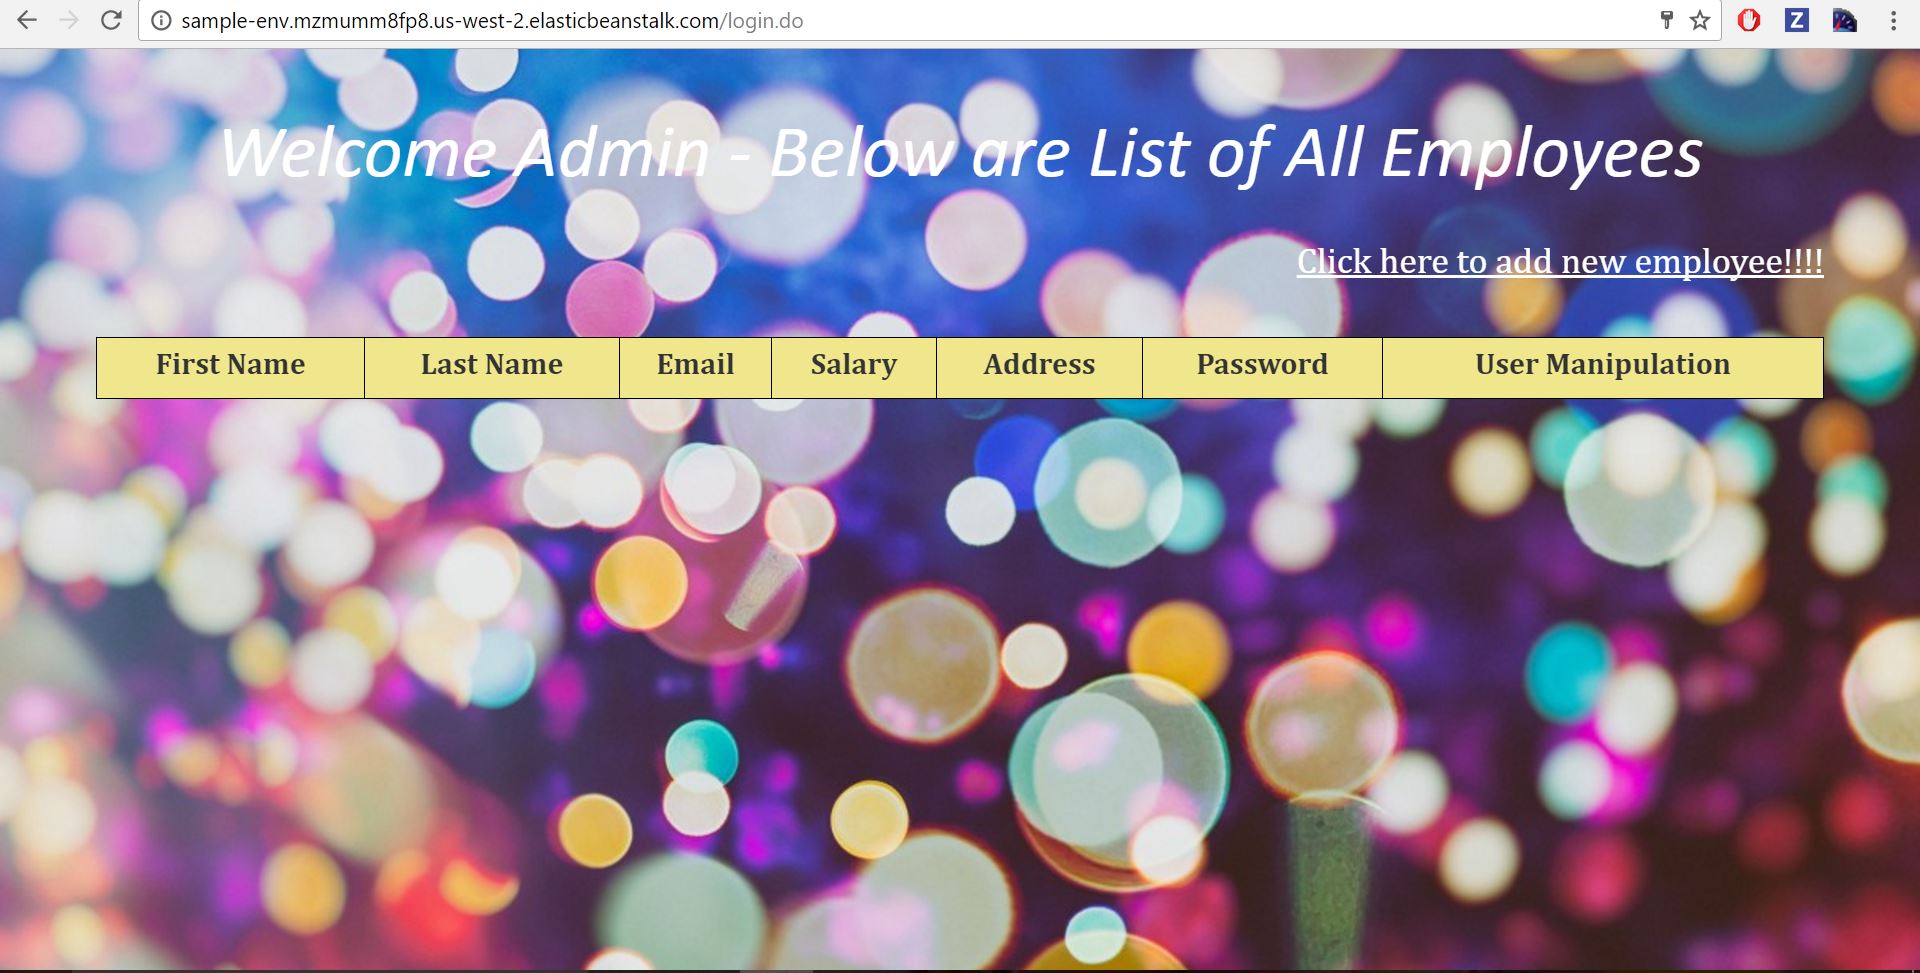 sample-env.mzmumm8fp8.us-west-2.elasticbeanstalk.com/login.do
Z
Welcome Admin - Below are List of All Employees
Click here to add new employee!!!!
First Name Last Name Email Salary Address Password User Manipulation